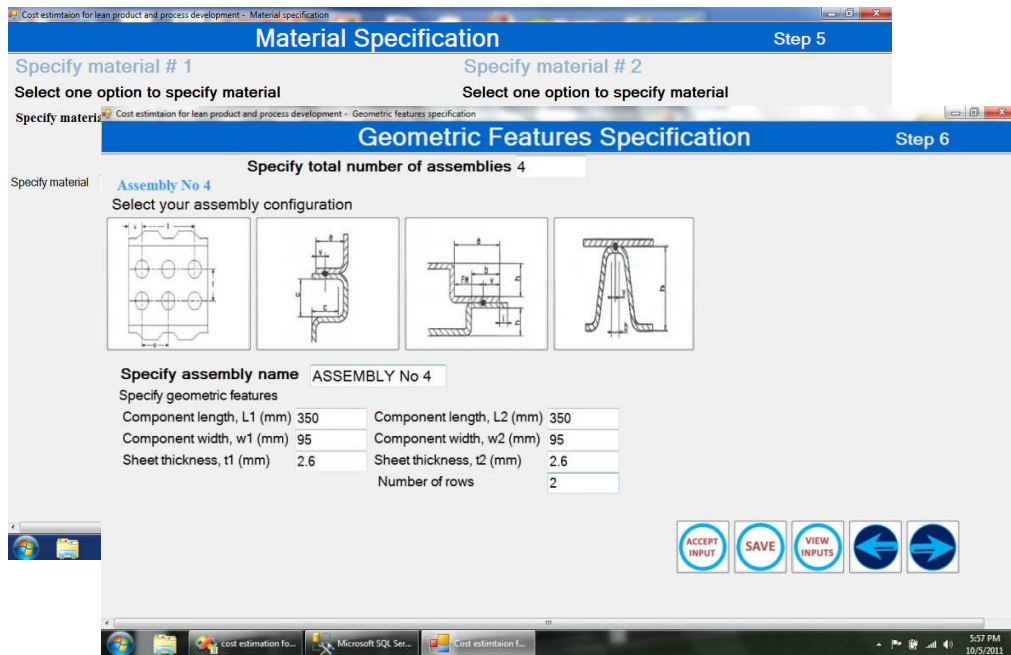 Cost estimtaion for lean product and process development - Material specification
Material Specification Step 5
Specify material # 1 Specify material # 2
Select one option to specify material Select one option to specify material
Specify materia
Specify material
Cost estimtaion for lean product and process development - Geometric features specification
Geometric Features Specification Step 6
Specify total number of assemblies 4
Assembly No 4
Select your assembly configuration
Specify assembly name ASSEMBLY No 4
Specify geometric features
Component length, L1 (mm) 350 Component length, L2 (mm) 350
Component width, w1 (mm) 95 Component width, w2 (mm) 95
Sheet thickness, t1 (mm) 2.6 Sheet thickness, t2 (mm) 2.6
Number of rows 2
ACCEPT INPUT SAVE VIEW INPUTS
cost estimation fo... Microsoft SQL Ser... Cost estimtaion f... 5:57 PM
10/5/2011